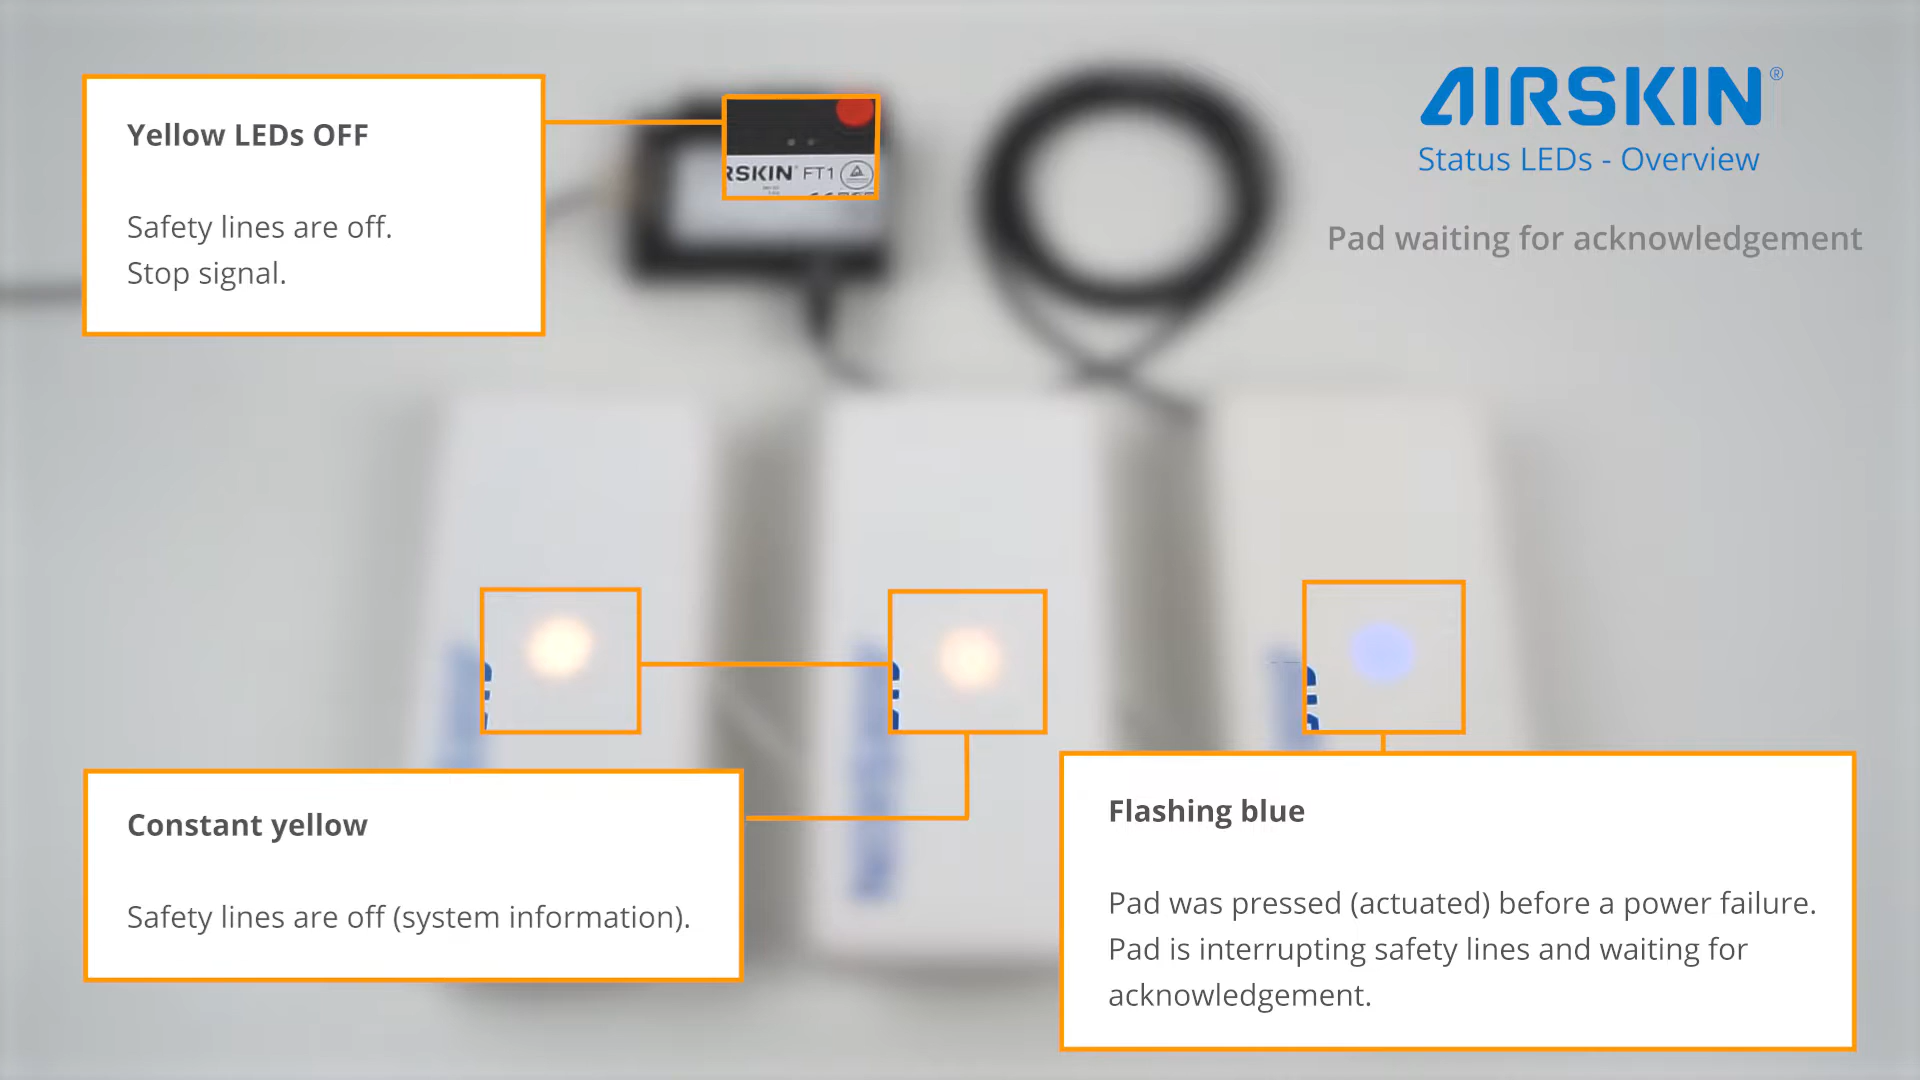 AIRSKIN®
Status LEDs - Overview
Pad waiting for acknowledgement
Yellow LEDs OFF
Safety lines are off.
Stop signal.
RSKIN FT1
Constant yellow
Safety lines are off (system information).
Flashing blue
Pad was pressed (actuated) before a power failure.
Pad is interrupting safety lines and waiting for
acknowledgement.